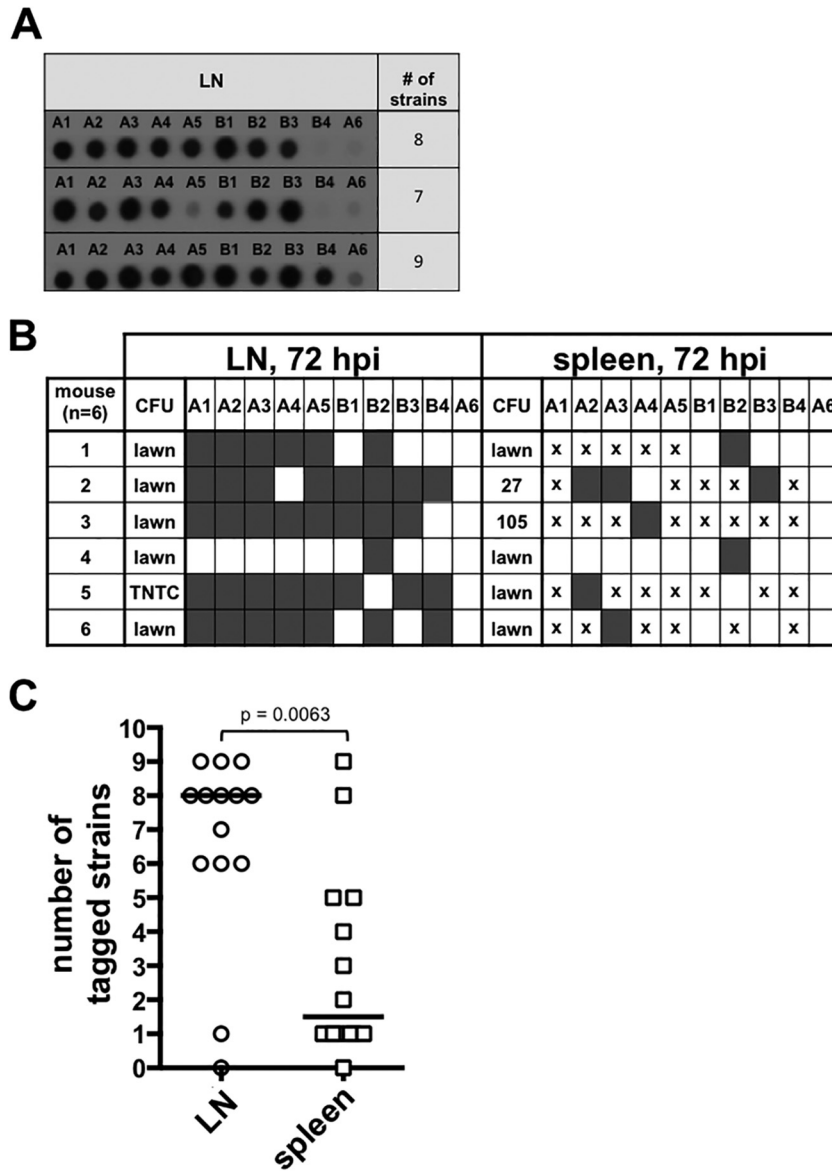 A
LN
# of
strains
A1 A2 A3 A4 A5 B1 B2 B3 B4 A6
8
A1 A2 A3 A4 A5 B1 B2 B3 B4 A6
7
A1 A2 A3 A4 A5 B1 B2 B3 B4 A6
9
B
LN, 72 hpi spleen, 72 hpi
mouse
(n=6) CFU A1 A2 A3 A4 A5 B1 B2 B3 B4 A6 CFU A1 A2 A3 A4 A5 B1 B2 B3 B4 A6
1 lawn lawn x x x x x
2 lawn 27 x x x x x
3 lawn 105 x x x x x x x x
4 lawn lawn
5 TNTC lawn x x x x x x x
6 lawn lawn x x x x x x
C
p = 0.0063
number of
tagged strains
10
9
8
7
6
5
4
3
2
1
0
LN
spleen